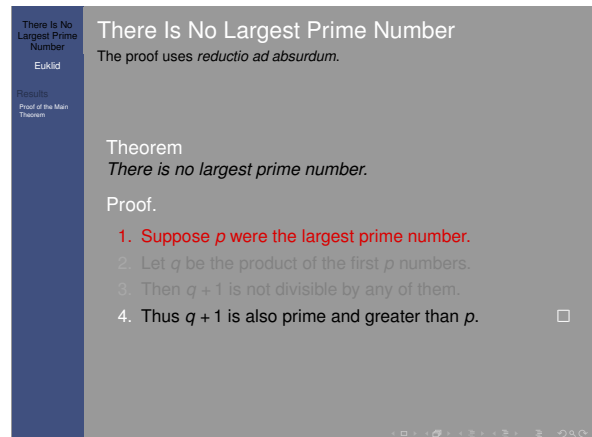 There Is No
Largest Prime
Number
Euklid
Results
Proof of the Main
Theorem
There Is No Largest Prime Number
The proof uses reductio ad absurdum.
Theorem
There is no largest prime number.
Proof.
1. Suppose p were the largest prime number.
2. Let q be the product of the first p numbers.
3. Then q + 1 is not divisible by any of them.
4. Thus q + 1 is also prime and greater than p. □